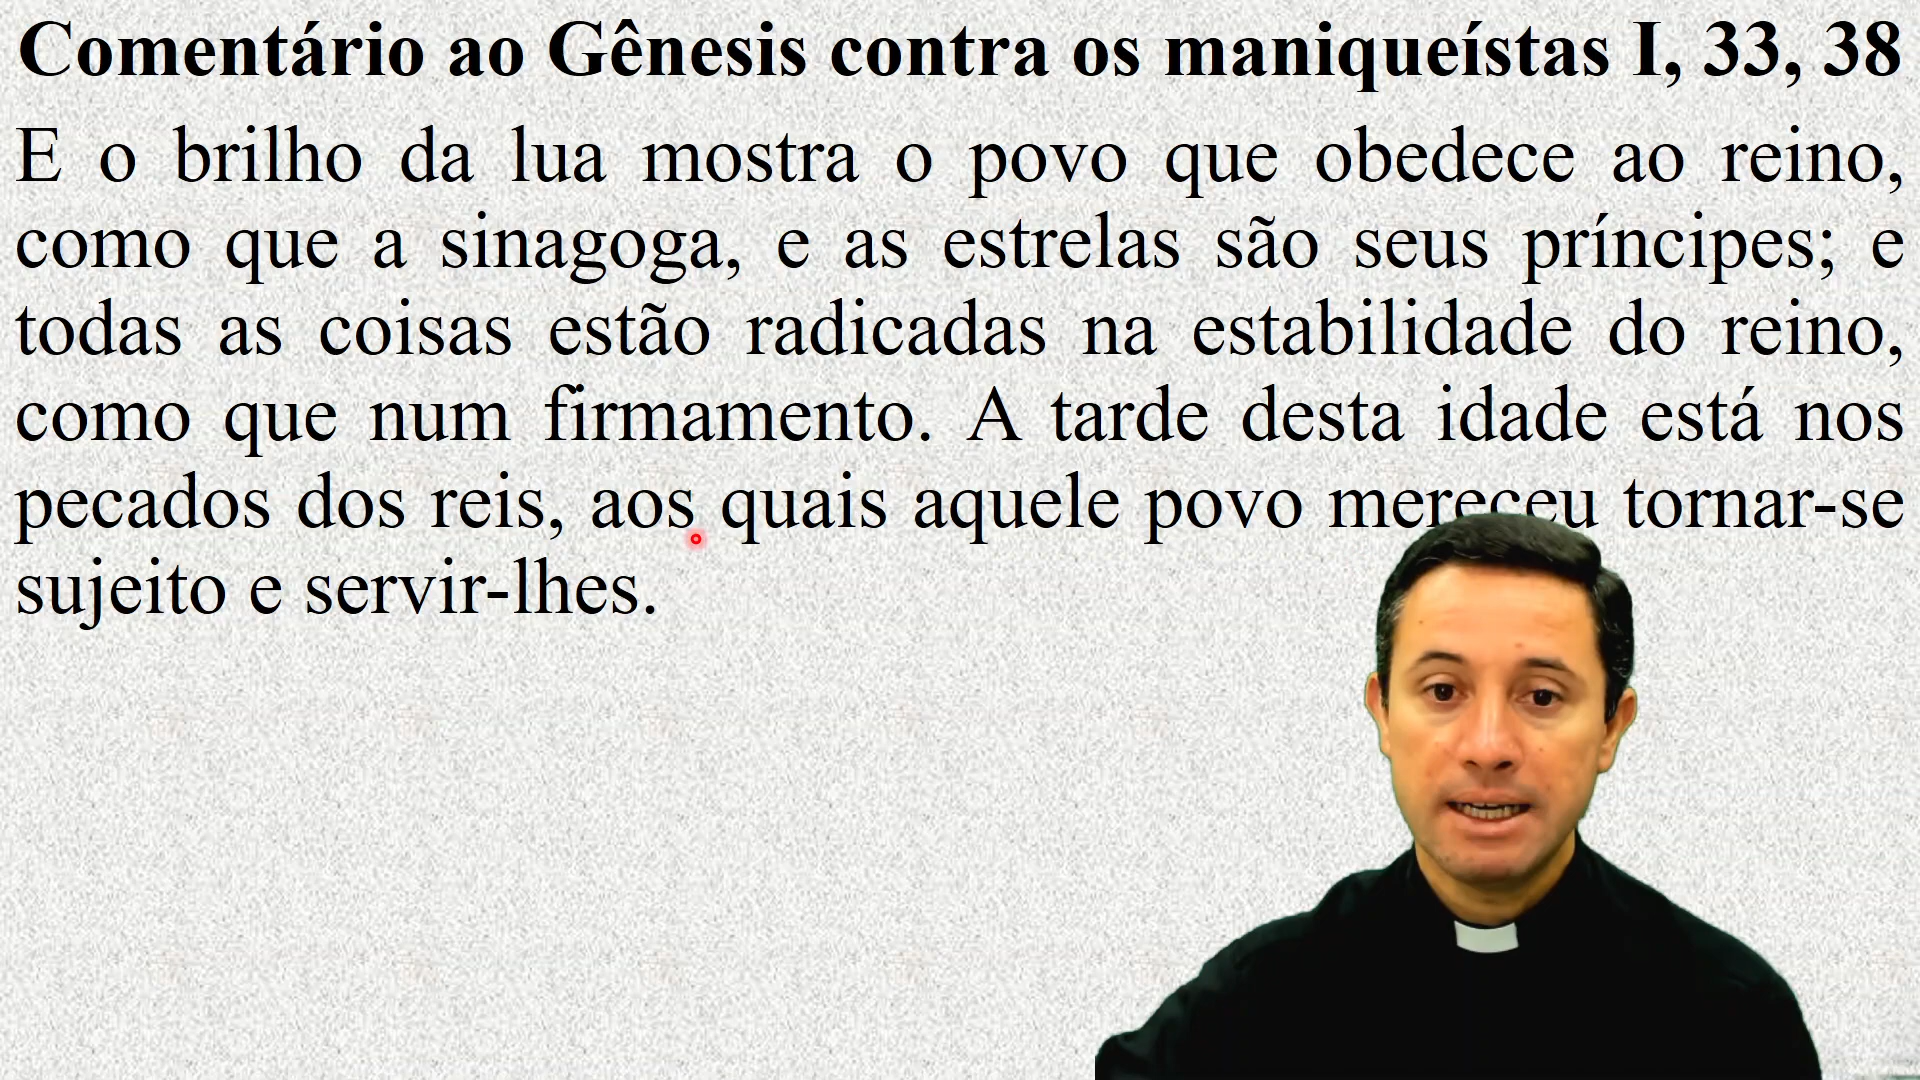 Comentário ao Gênesis contra os maniqueístas I, 33, 38
E o brilho da lua mostra o povo que obedece ao reino,
como que a sinagoga, e as estrelas são seus príncipes; e
todas as coisas estão radicadas na estabilidade do reino,
como que num firmamento. A tarde desta idade está nos
pecados dos reis, aos quais aquele povo mereceu tornar-se
sujeito e servir-lhes.